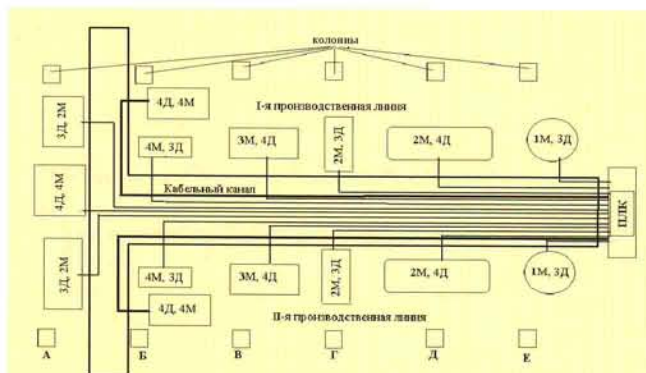 колонны
4Д, 4М
I-я производственная линия
3Д, 2М
4М, 3Д
3М, 4Д
2М, 3Д
2М, 4Д
1М, 3Д
4Д, 4М
Кабельный канал
ПЛК
3Д, 2М
4М, 3Д
3М, 4Д
2М, 3Д
2М, 4Д
1М, 3Д
4Д, 4М
II-я производственная линия
А
Б
В
Г
Д
Е